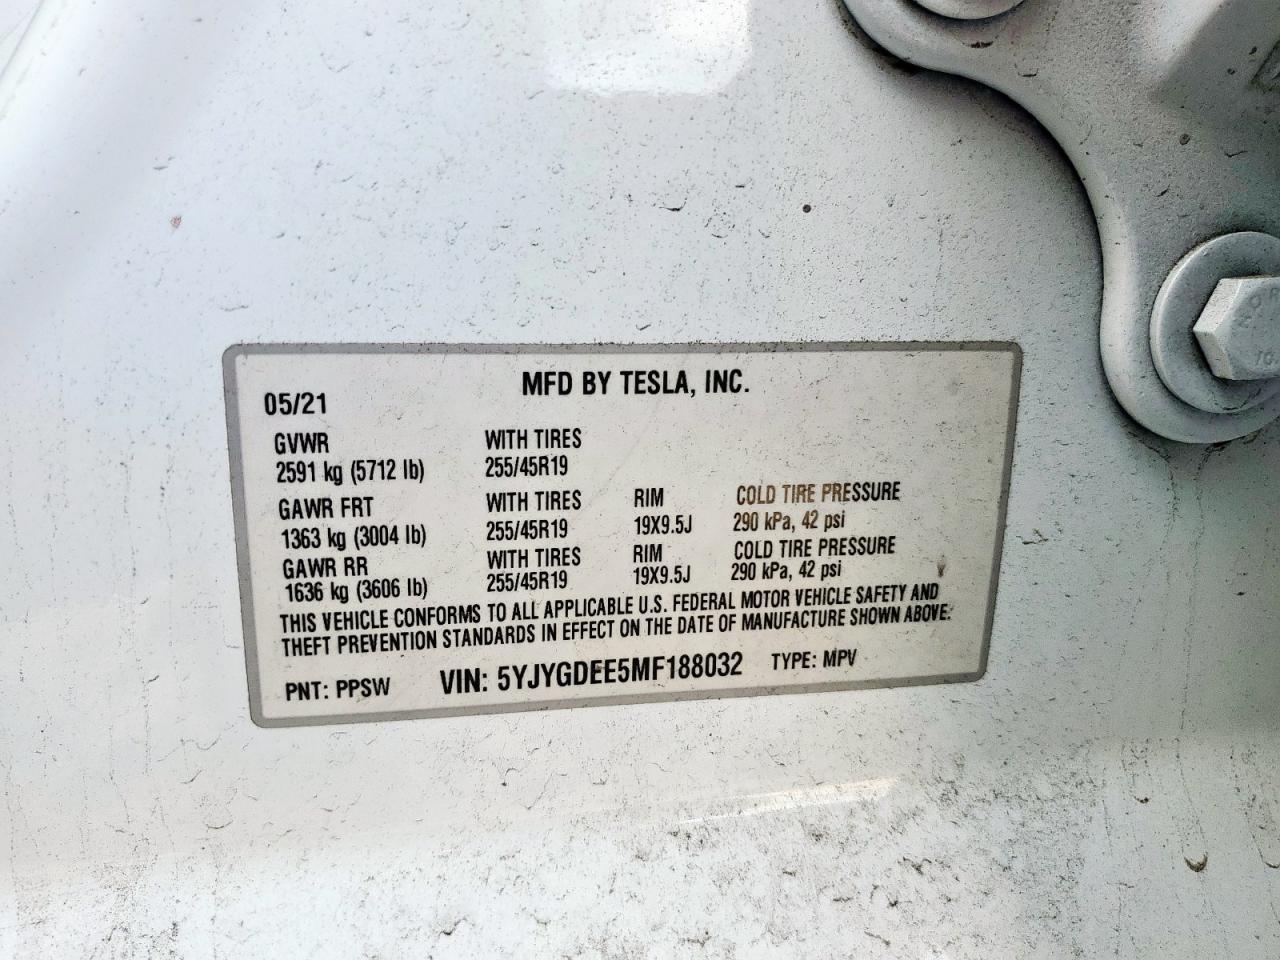 MFD BY TESLA, INC.
05/21
GVWR WITH TIRES
2591 kg (5712 lb) 255/45R19
GAWR FRT WITH TIRES RIM COLD TIRE PRESSURE
1363 kg (3004 lb) 255/45R19 19X9.5J 290 kPa, 42 psi
GAWR RR WITH TIRES RIM COLD TIRE PRESSURE
1636 kg (3606 lb) 255/45R19 19X9.5J 290 kPa, 42 psi
THIS VEHICLE CONFORMS TO ALL APPLICABLE U.S. FEDERAL MOTOR VEHICLE SAFETY AND
THEFT PREVENTION STANDARDS IN EFFECT ON THE DATE OF MANUFACTURE SHOWN ABOVE.
PNT: PPSW VIN: 5YJYGDEE5MF188032 TYPE: MPV